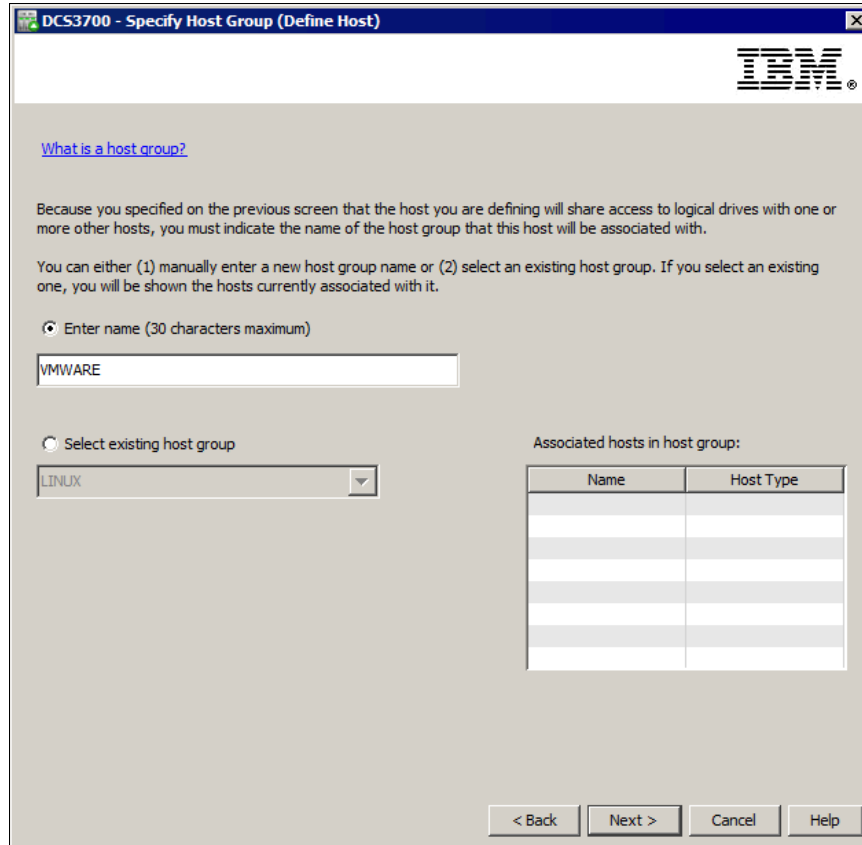 DCS3700 - Specify Host Group (Define Host)
IBM®
What is a host group?
Because you specified on the previous screen that the host you are defining will share access to logical drives with one or
more other hosts, you must indicate the name of the host group that this host will be associated with.
You can either (1) manually enter a new host group name or (2) select an existing host group. If you select an existing
one, you will be shown the hosts currently associated with it.
Enter name (30 characters maximum)
VMWARE
Select existing host group
LINUX
Associated hosts in host group:
Name Host Type
< Back Next > Cancel Help